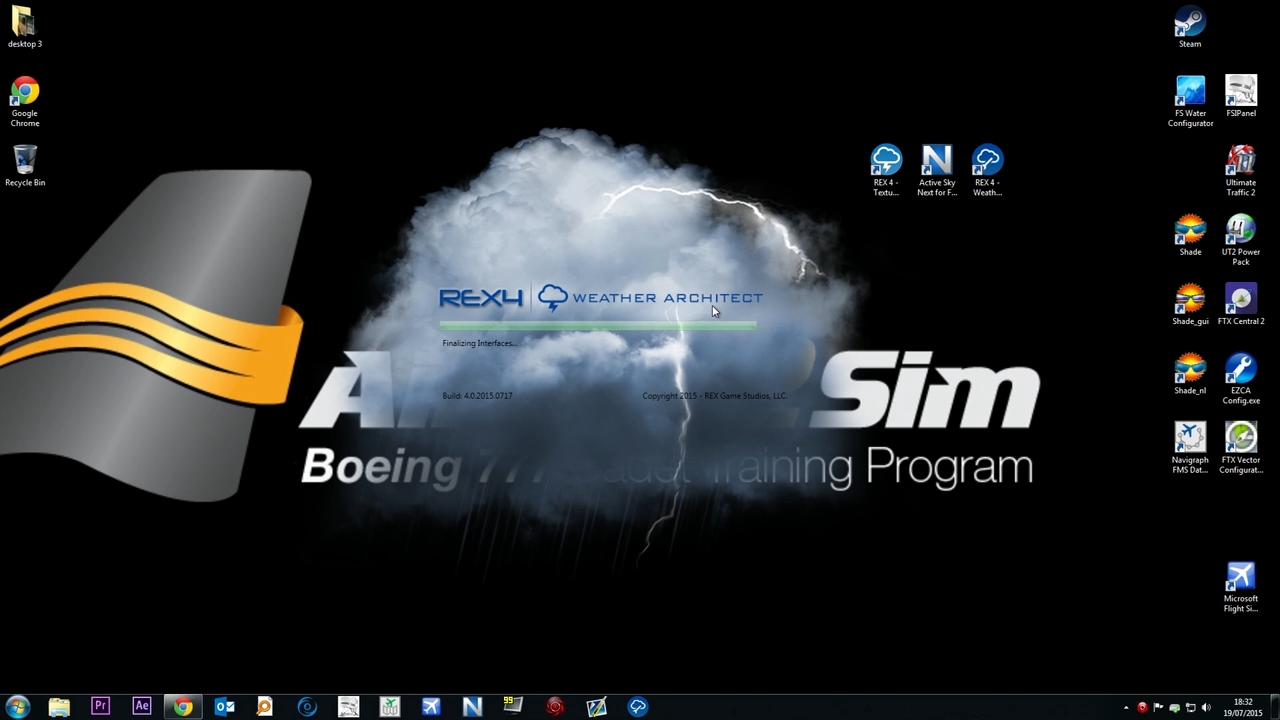 desktop 3
Google
Chrome
Recycle Bin
REX 4 -
Textu...
Active Sky
Next for F...
REX 4 -
Weath...
Steam
FS Water
Configurator
FSIPanel
Ultimate
Traffic 2
Shade
UT2 Power
Pack
Shade_gui
FTX Central 2
Shade_nl
EZCA
Config.exe
Navigraph
FMS Dat...
FTX Vector
Configurat...
Microsoft
Flight Si...
REX4 WEATHER ARCHITECT
Finalizing Interfaces...
Build: 4.0.2015.0717
Copyright 2015 - REX Game Studios, LLC.
Sim
Boeing Training Program
Pr
Ae
99
18:32
19/07/2015